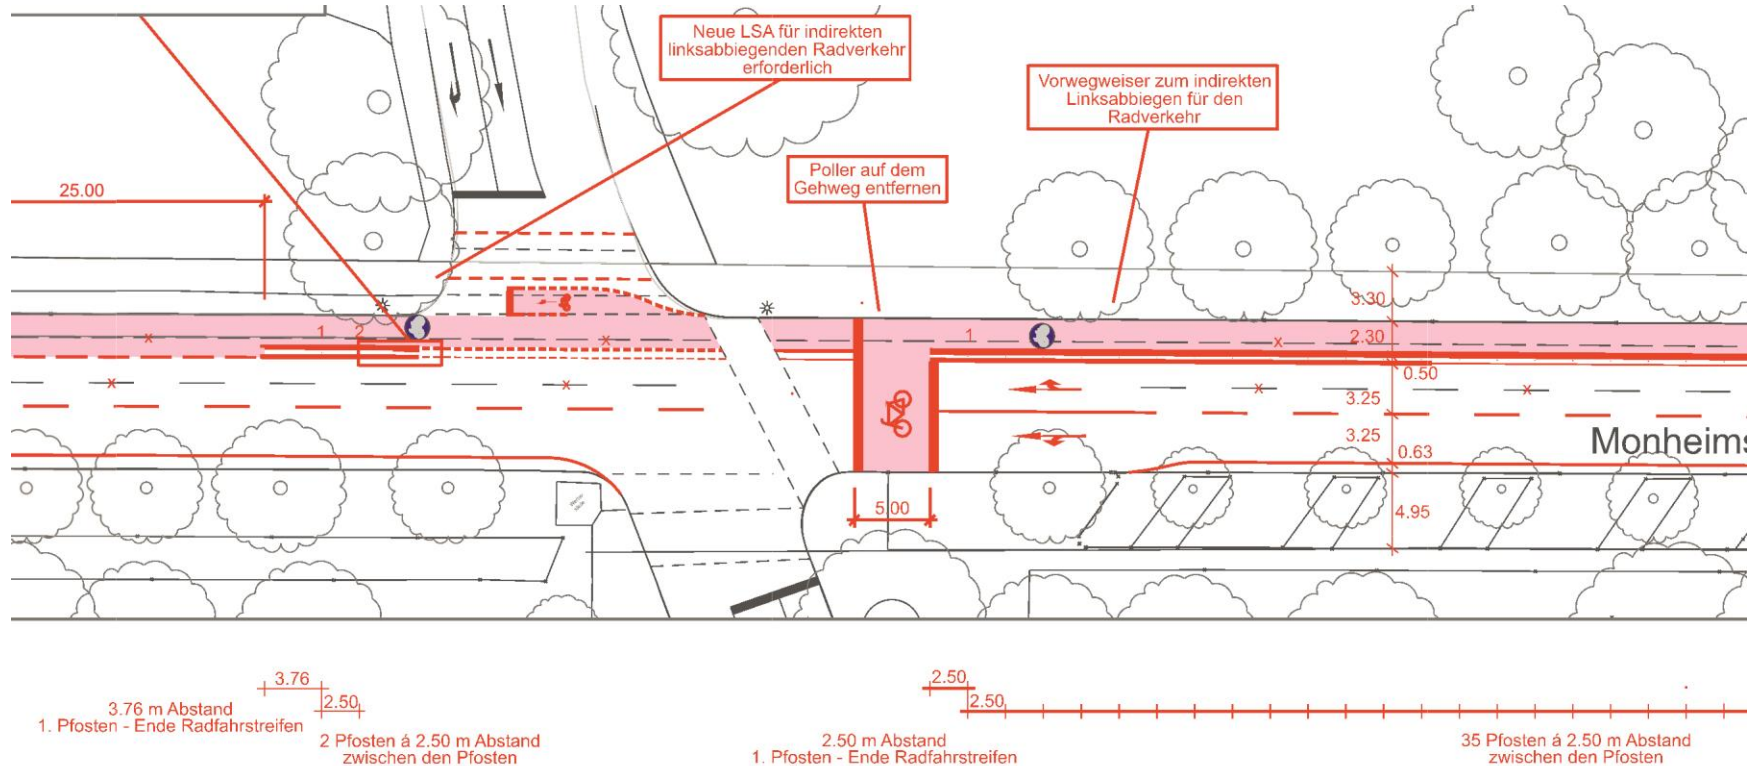 Neue LSA für indirekten
linksabbiegenden Radverkehr
erforderlich
Vorwegweiser zum indirekten
Linksabbiegen für den
Radverkehr
Poller auf dem
Gehweg entfernen
25.00
1
2
1
3.30
2.30
0.50
3.25
3.25
0.63
4.95
Monheims
5.00
3.76
2.50
3.76 m Abstand
1. Pfosten - Ende Radfahrstreifen
2 Pfosten á 2.50 m Abstand
zwischen den Pfosten
2.50
2.50
2.50 m Abstand
1. Pfosten - Ende Radfahrstreifen
35 Pfosten á 2.50 m Abstand
zwischen den Pfosten